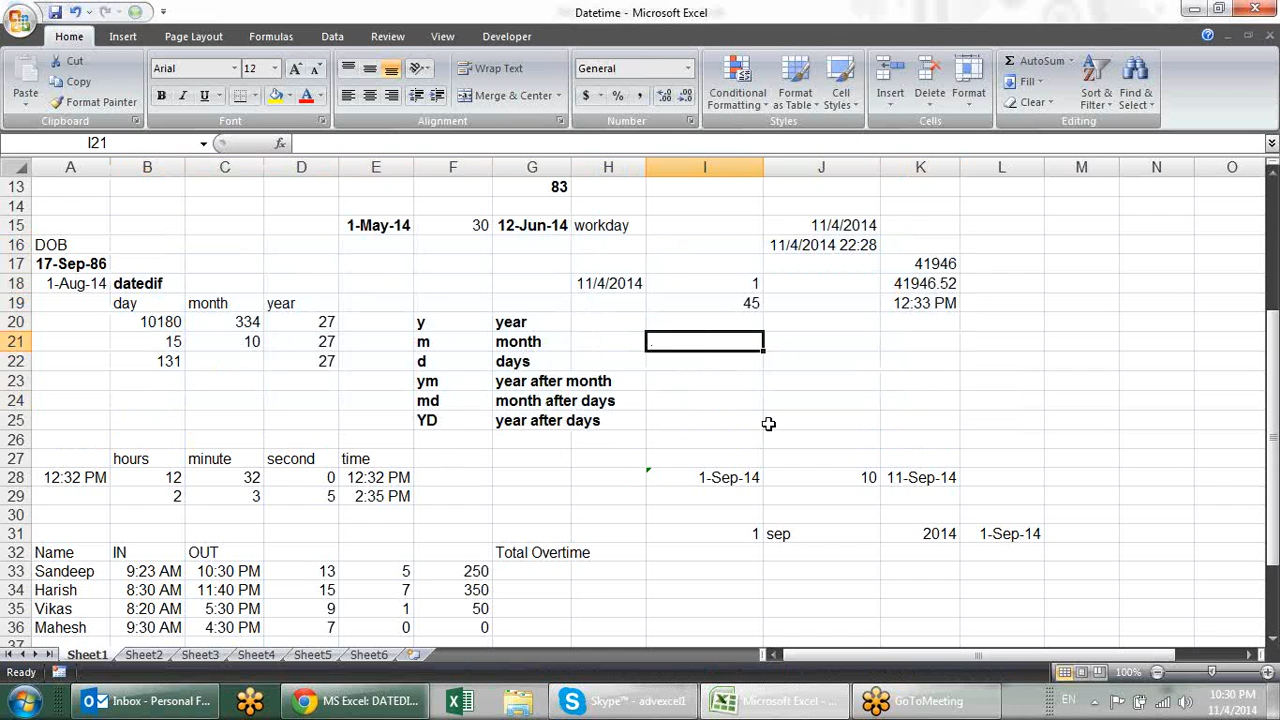 Datetime - Microsoft Excel
Home Insert Page Layout Formulas Data Review View Developer
Paste Cut Copy Format Painter Clipboard
Arial 12 B I U A Font
Wrap Text Merge & Center Alignment
General $ % , Number
Conditional Formatting Format as Table Cell Styles Styles
Insert Delete Format Cells
Σ AutoSum Fill Clear Sort & Filter Find & Select Editing
I21 fx
A B C D E F G H I J K L M N O
13 83
14
15 1-May-14 30 12-Jun-14 workday 11/4/2014
16 DOB 11/4/2014 22:28
17 17-Sep-86 41946
18 1-Aug-14 datedif 11/4/2014 1 41946.52
19 day month year 45 12:33 PM
20 10180 334 27 y year
21 15 10 27 m month
22 131 27 d days
23 ym year after month
24 md month after days
25 YD year after days
26
27 hours minute second time
28 12:32 PM 12 32 0 12:32 PM 1-Sep-14 10 11-Sep-14
29 2 3 5 2:35 PM
30
31 1 sep 2014 1-Sep-14
32 Name IN OUT Total Overtime
33 Sandeep 9:23 AM 10:30 PM 13 5 250
34 Harish 8:30 AM 11:40 PM 15 7 350
35 Vikas 8:20 AM 5:30 PM 9 1 50
36 Mahesh 9:30 AM 4:30 PM 7 0 0
37
Sheet1 Sheet2 Sheet3 Sheet4 Sheet5 Sheet6
Ready 100%
Inbox - Personal F... MS Excel: DATEDI... Skype™ - advexcel1 Microsoft Excel - ... GoToMeeting EN 10:30 PM
11/4/2014